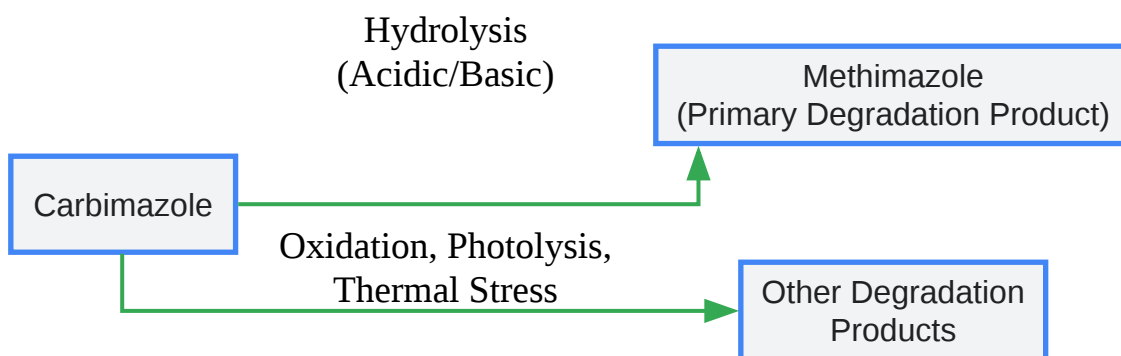 Hydrolysis
(Acidic/Basic)
Methimazole
(Primary Degradation Product)
Carbimazole
Oxidation, Photolysis,
Thermal Stress
Other Degradation
Products